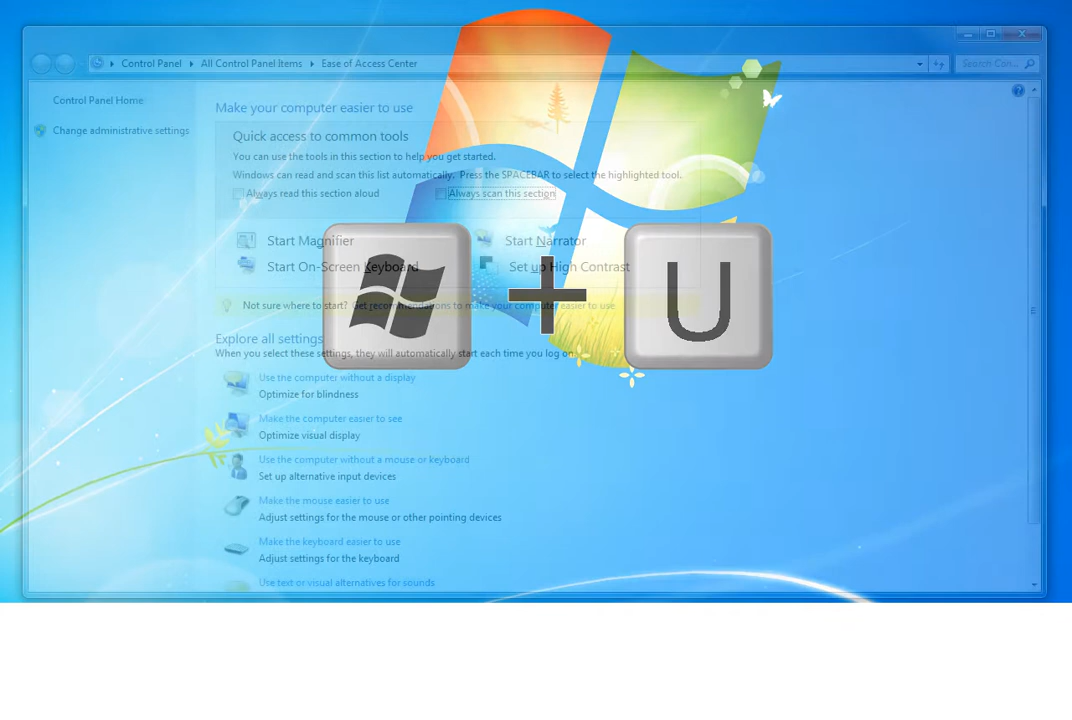 Control Panel All Control Panel Items Ease of Access Center Search Con...
Control Panel Home
Change administrative settings
Make your computer easier to use
Quick access to common tools
You can use the tools in this section to help you get started.
Windows can read and scan this list automatically. Press the SPACEBAR to select the highlighted tool.
Always read this section aloud Always scan this section
Start Magnifier Start Narrator
Start On-Screen Keyboard Set up High Contrast
+ U
Not sure where to start? Get recommendations to make your computer easier to use
Explore all settings
When you select these settings, they will automatically start each time you log on.
Use the computer without a display
Optimize for blindness
Make the computer easier to see
Optimize visual display
Use the computer without a mouse or keyboard
Set up alternative input devices
Make the mouse easier to use
Adjust settings for the mouse or other pointing devices
Make the keyboard easier to use
Adjust settings for the keyboard
Use text or visual alternatives for sounds